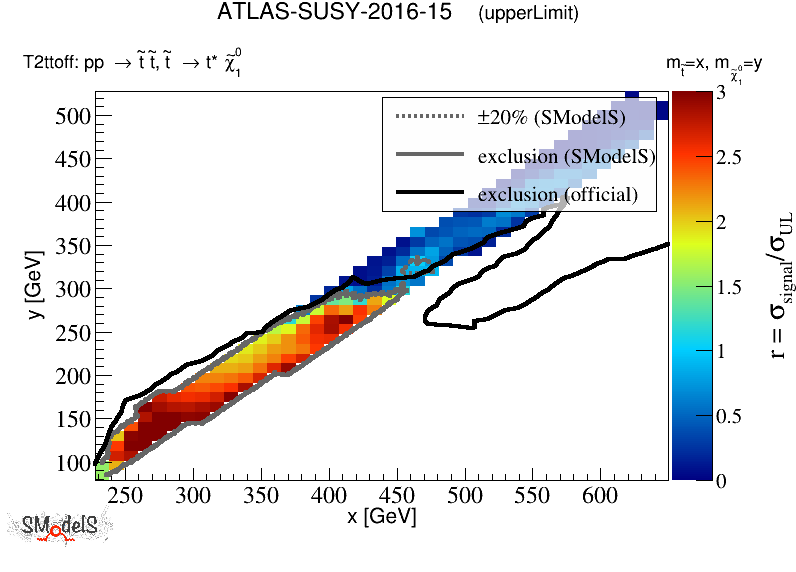 ATLAS-SUSY-2016-15 (upperLimit)
T2ttoff: pp → t̃ t̃, t̃ → t* χ̃₁⁰
m_t̃=x, m_χ̃₁⁰=y
±20% (SModelS)
exclusion (SModelS)
exclusion (official)
500
450
400
350
300
250
200
150
100
y [GeV]
250 300 350 400 450 500 550 600
x [GeV]
3
2.5
2
1.5
1
0.5
0
r = σ_signal/σ_UL
SModelS